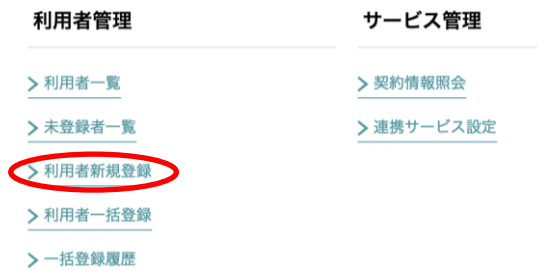 利用者管理
利用者一覧
未登録者一覧
利用者新規登録
利用者一括登録
一括登録履歴
サービス管理
契約情報照会
連携サービス設定